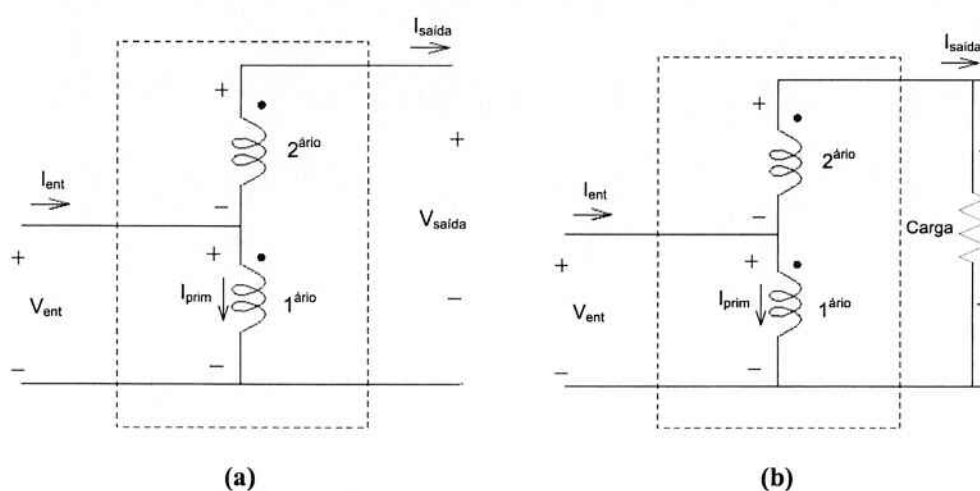 I_saída
+
2^ário
I_ent
−
+
+
V_saída
+
I_prim
1^ário
V_ent
−
−
−
(a)
I_saída
+
2^ário
I_ent
−
Carga
+
+
I_prim
1^ário
V_ent
−
−
(b)